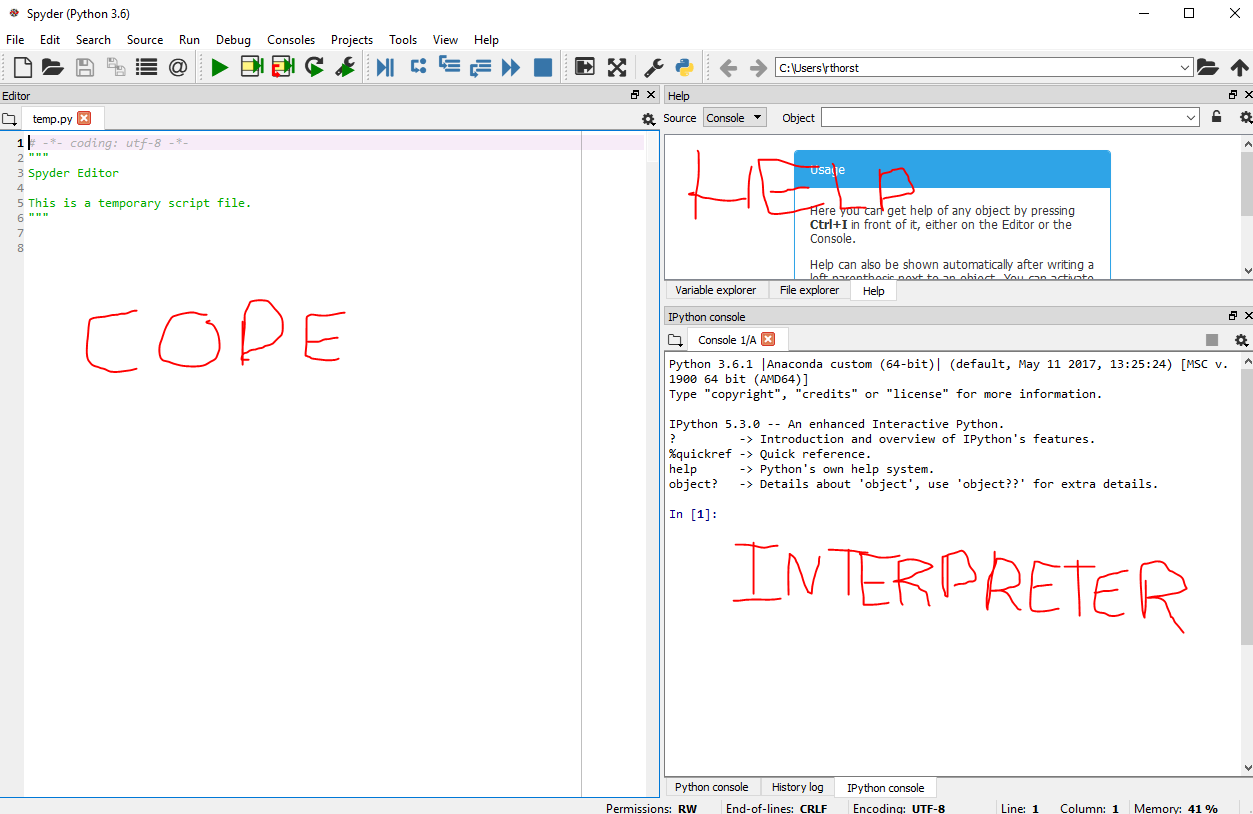 Spyder (Python 3.6)
File Edit Search Source Run Debug Consoles Projects Tools View Help
C:\Users\rthorst
Editor
temp.py
1 # -*- coding: utf-8 -*-
2 """
3 Spyder Editor
4
5 This is a temporary script file.
6 """
7
8
CODE
Help
Source Console Object
HELP
Usage
Here you can get help of any object by pressing
Ctrl+I in front of it, either on the Editor or the
Console.
Help can also be shown automatically after writing a
left parenthesis next to an object. You can activate
Variable explorer File explorer Help
IPython console
Console 1/A
Python 3.6.1 |Anaconda custom (64-bit)| (default, May 11 2017, 13:25:24) [MSC v.
1900 64 bit (AMD64)]
Type "copyright", "credits" or "license" for more information.
IPython 5.3.0 -- An enhanced Interactive Python.
? -> Introduction and overview of IPython's features.
%quickref -> Quick reference.
help -> Python's own help system.
object? -> Details about 'object', use 'object??' for extra details.
In [1]:
INTERPRETER
Python console History log IPython console
Permissions: RW End-of-lines: CRLF Encoding: UTF-8 Line: 1 Column: 1 Memory: 41 %